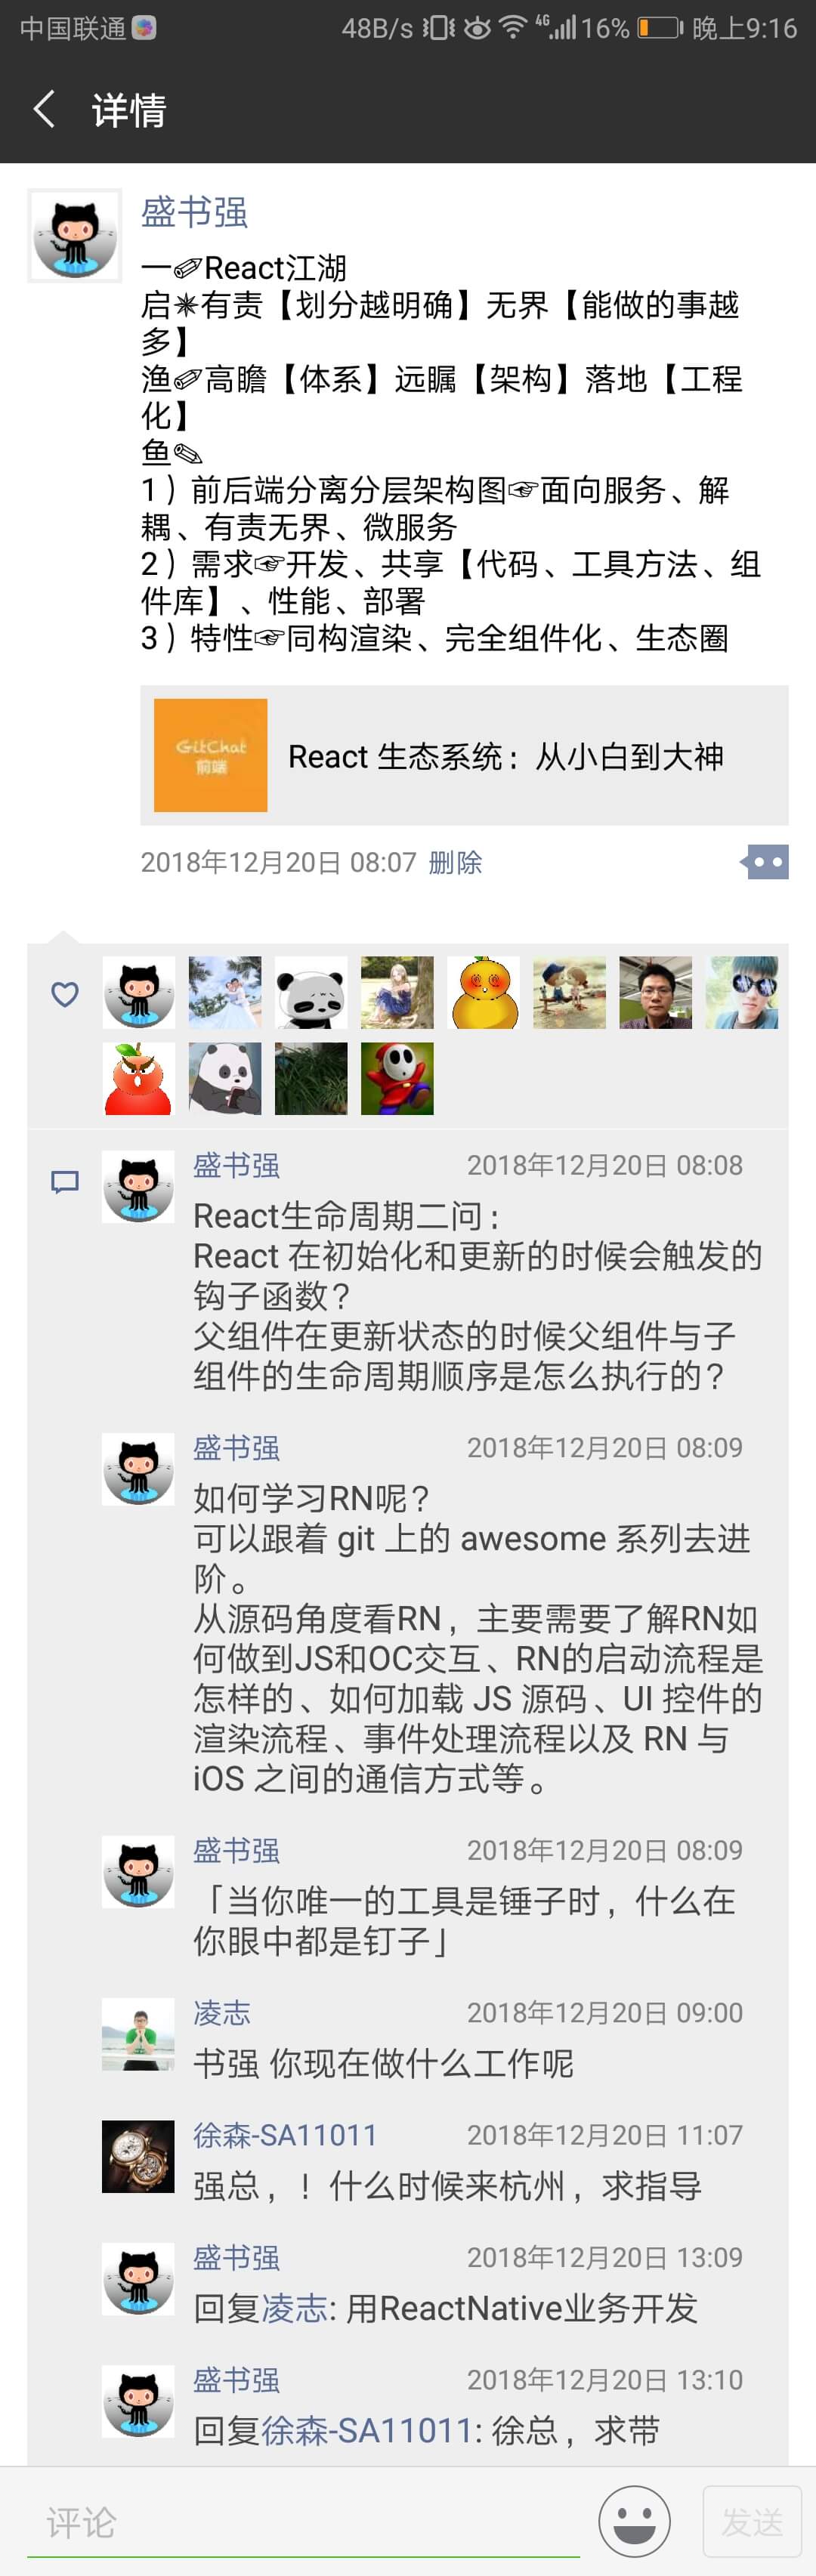 中国联通 48B/s 4G 16% 晚上9:16
详情
盛书强
一✐React江湖
启✴有责【划分越明确】无界【能做的事越
多】
渔✐高瞻【体系】远瞩【架构】落地【工程
化】
鱼✎
1）前后端分离分层架构图☞面向服务、解
耦、有责无界、微服务
2）需求☞开发、共享【代码、工具方法、组
件库】、性能、部署
3）特性☞同构渲染、完全组件化、生态圈
GitChat
前端
React 生态系统：从小白到大神
2018年12月20日 08:07 删除
盛书强 2018年12月20日 08:08
React生命周期二问：
React 在初始化和更新的时候会触发的
钩子函数？
父组件在更新状态的时候父组件与子
组件的生命周期顺序是怎么执行的？
盛书强 2018年12月20日 08:09
如何学习RN呢？
可以跟着 git 上的 awesome 系列去进
阶。
从源码角度看RN，主要需要了解RN如
何做到JS和OC交互、RN的启动流程是
怎样的、如何加载 JS 源码、UI 控件的
渲染流程、事件处理流程以及 RN 与
iOS 之间的通信方式等。
盛书强 2018年12月20日 08:09
「当你唯一的工具是锤子时，什么在
你眼中都是钉子」
凌志 2018年12月20日 09:00
书强 你现在做什么工作呢
徐森-SA11011 2018年12月20日 11:07
强总，！什么时候来杭州，求指导
盛书强 2018年12月20日 13:09
回复凌志: 用ReactNative业务开发
盛书强 2018年12月20日 13:10
回复徐森-SA11011: 徐总，求带
评论 发送